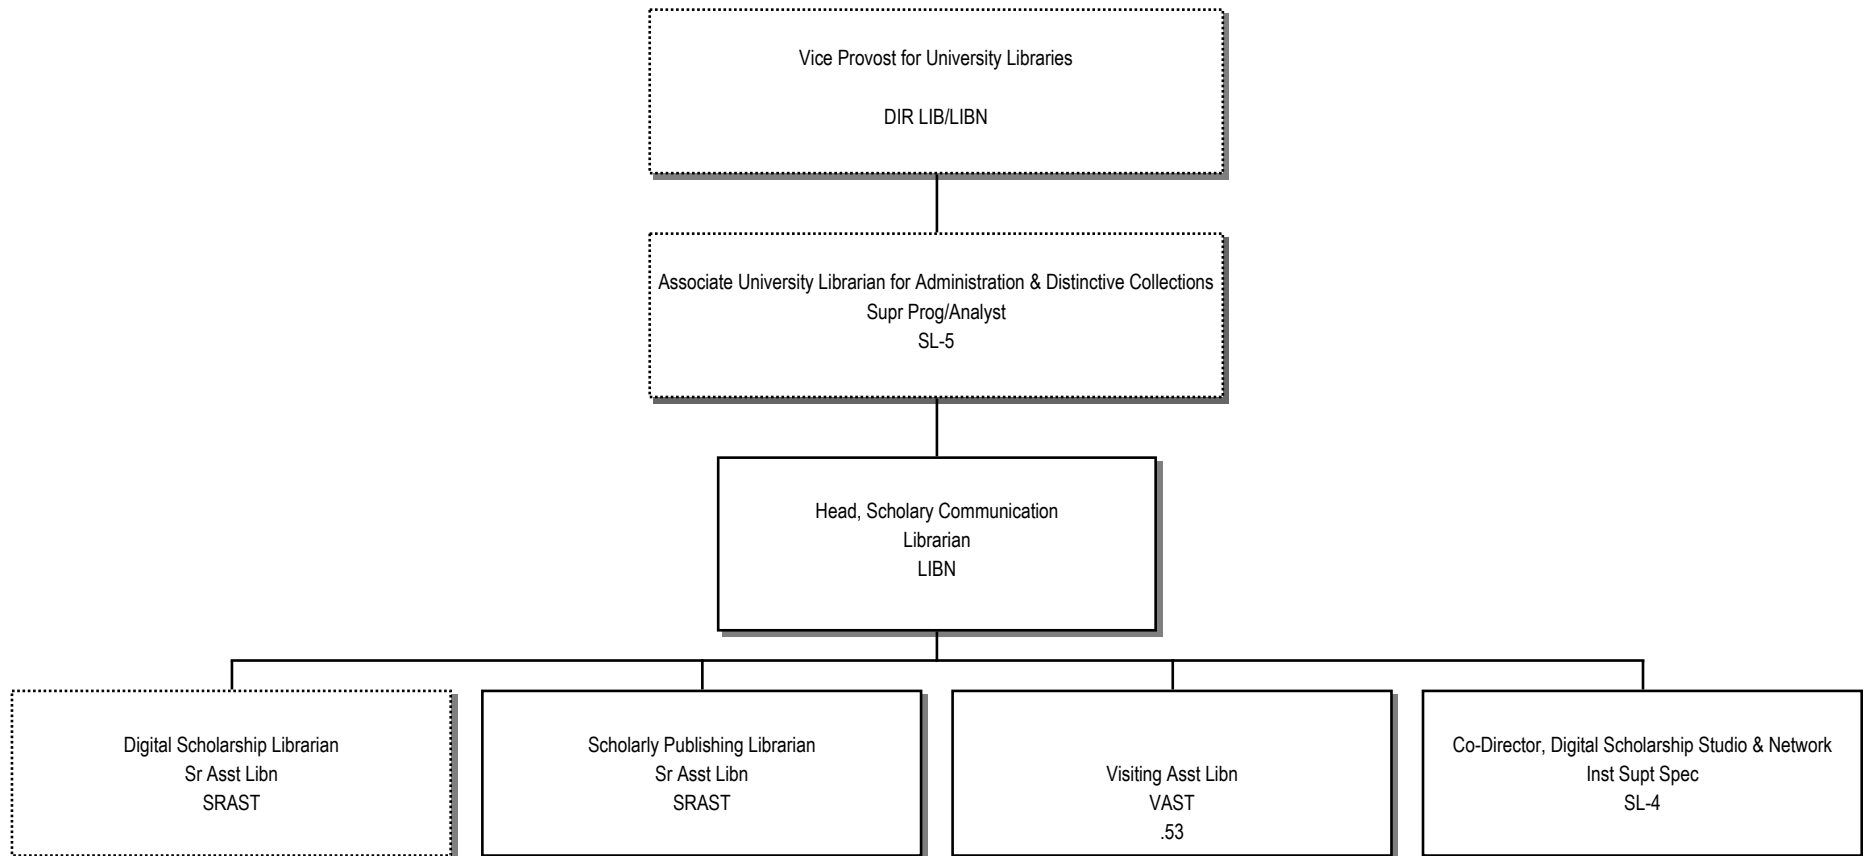 Vice Provost for University Libraries
DIR LIB/LIBN
Associate University Librarian for Administration & Distinctive Collections
Supr Prog/Analyst
SL-5
Head, Scholary Communication
Librarian
LIBN
Digital Scholarship Librarian
Sr Asst Libn
SRAST
Scholarly Publishing Librarian
Sr Asst Libn
SRAST
Visiting Asst Libn
VAST
.53
Co-Director, Digital Scholarship Studio & Network
Inst Supt Spec
SL-4